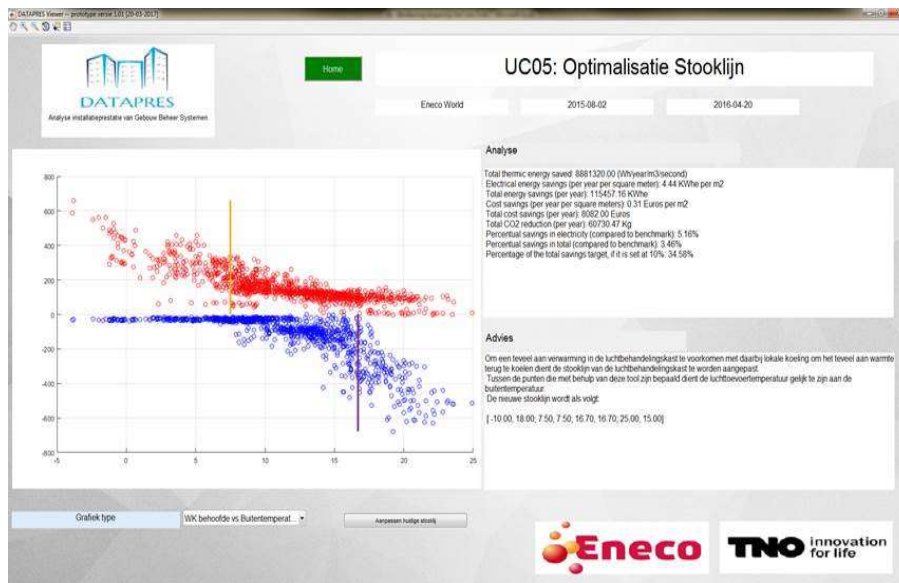 DATAPRES Viewer -- prototype versie 3.01 [20-03-2017]
DATAPRES
Analyse installatieprestatie van Gebouw Beheer Systemen
Home
UC05: Optimalisatie Stooklijn
Eneco World
2015-08-02
2016-04-20
Analyse
Total thermic energy saved: 8881320.00 (Wh/year/m3/second)
Electrical energy savings (per year per square meter): 4.44 KWhe per m2
Total energy savings (per year): 115457.16 KWhe
Cost savings (per year per square meters): 0.31 Euros per m2
Total cost savings (per year): 8082.00 Euros
Total CO2 reduction (per year): 60730.47 Kg
Percentual savings in electricity (compared to benchmark): 5.16%
Percentual savings in total (compared to benchmark): 3.46%
Percentage of the total savings target, if it is set at 10%: 34.58%
800
600
400
200
0
-200
-400
-600
-800
-5
0
5
10
15
20
25
Advies
Om een teveel aan verwarming in de luchtbehandelingskast te voorkomen met daarbij lokale koeling om het teveel aan warmte
terug te koelen dient de stooklijn van de luchtbehandelingskast te worden aangepast.
Tussen de punten die met behulp van deze tool zijn bepaald dient de luchttoevoertemperatuur gelijk te zijn aan de
buitentemperatuur.
De nieuwe stooklijn wordt als volgt:
[ -10.00, 18.00; 7.50, 7.50; 16.70, 16.70; 25.00, 15.00]
Grafiek type
WK behoefde vs Buitentemperat...
Aanpassen huidige stooklijn
Eneco
TNO innovation
for life